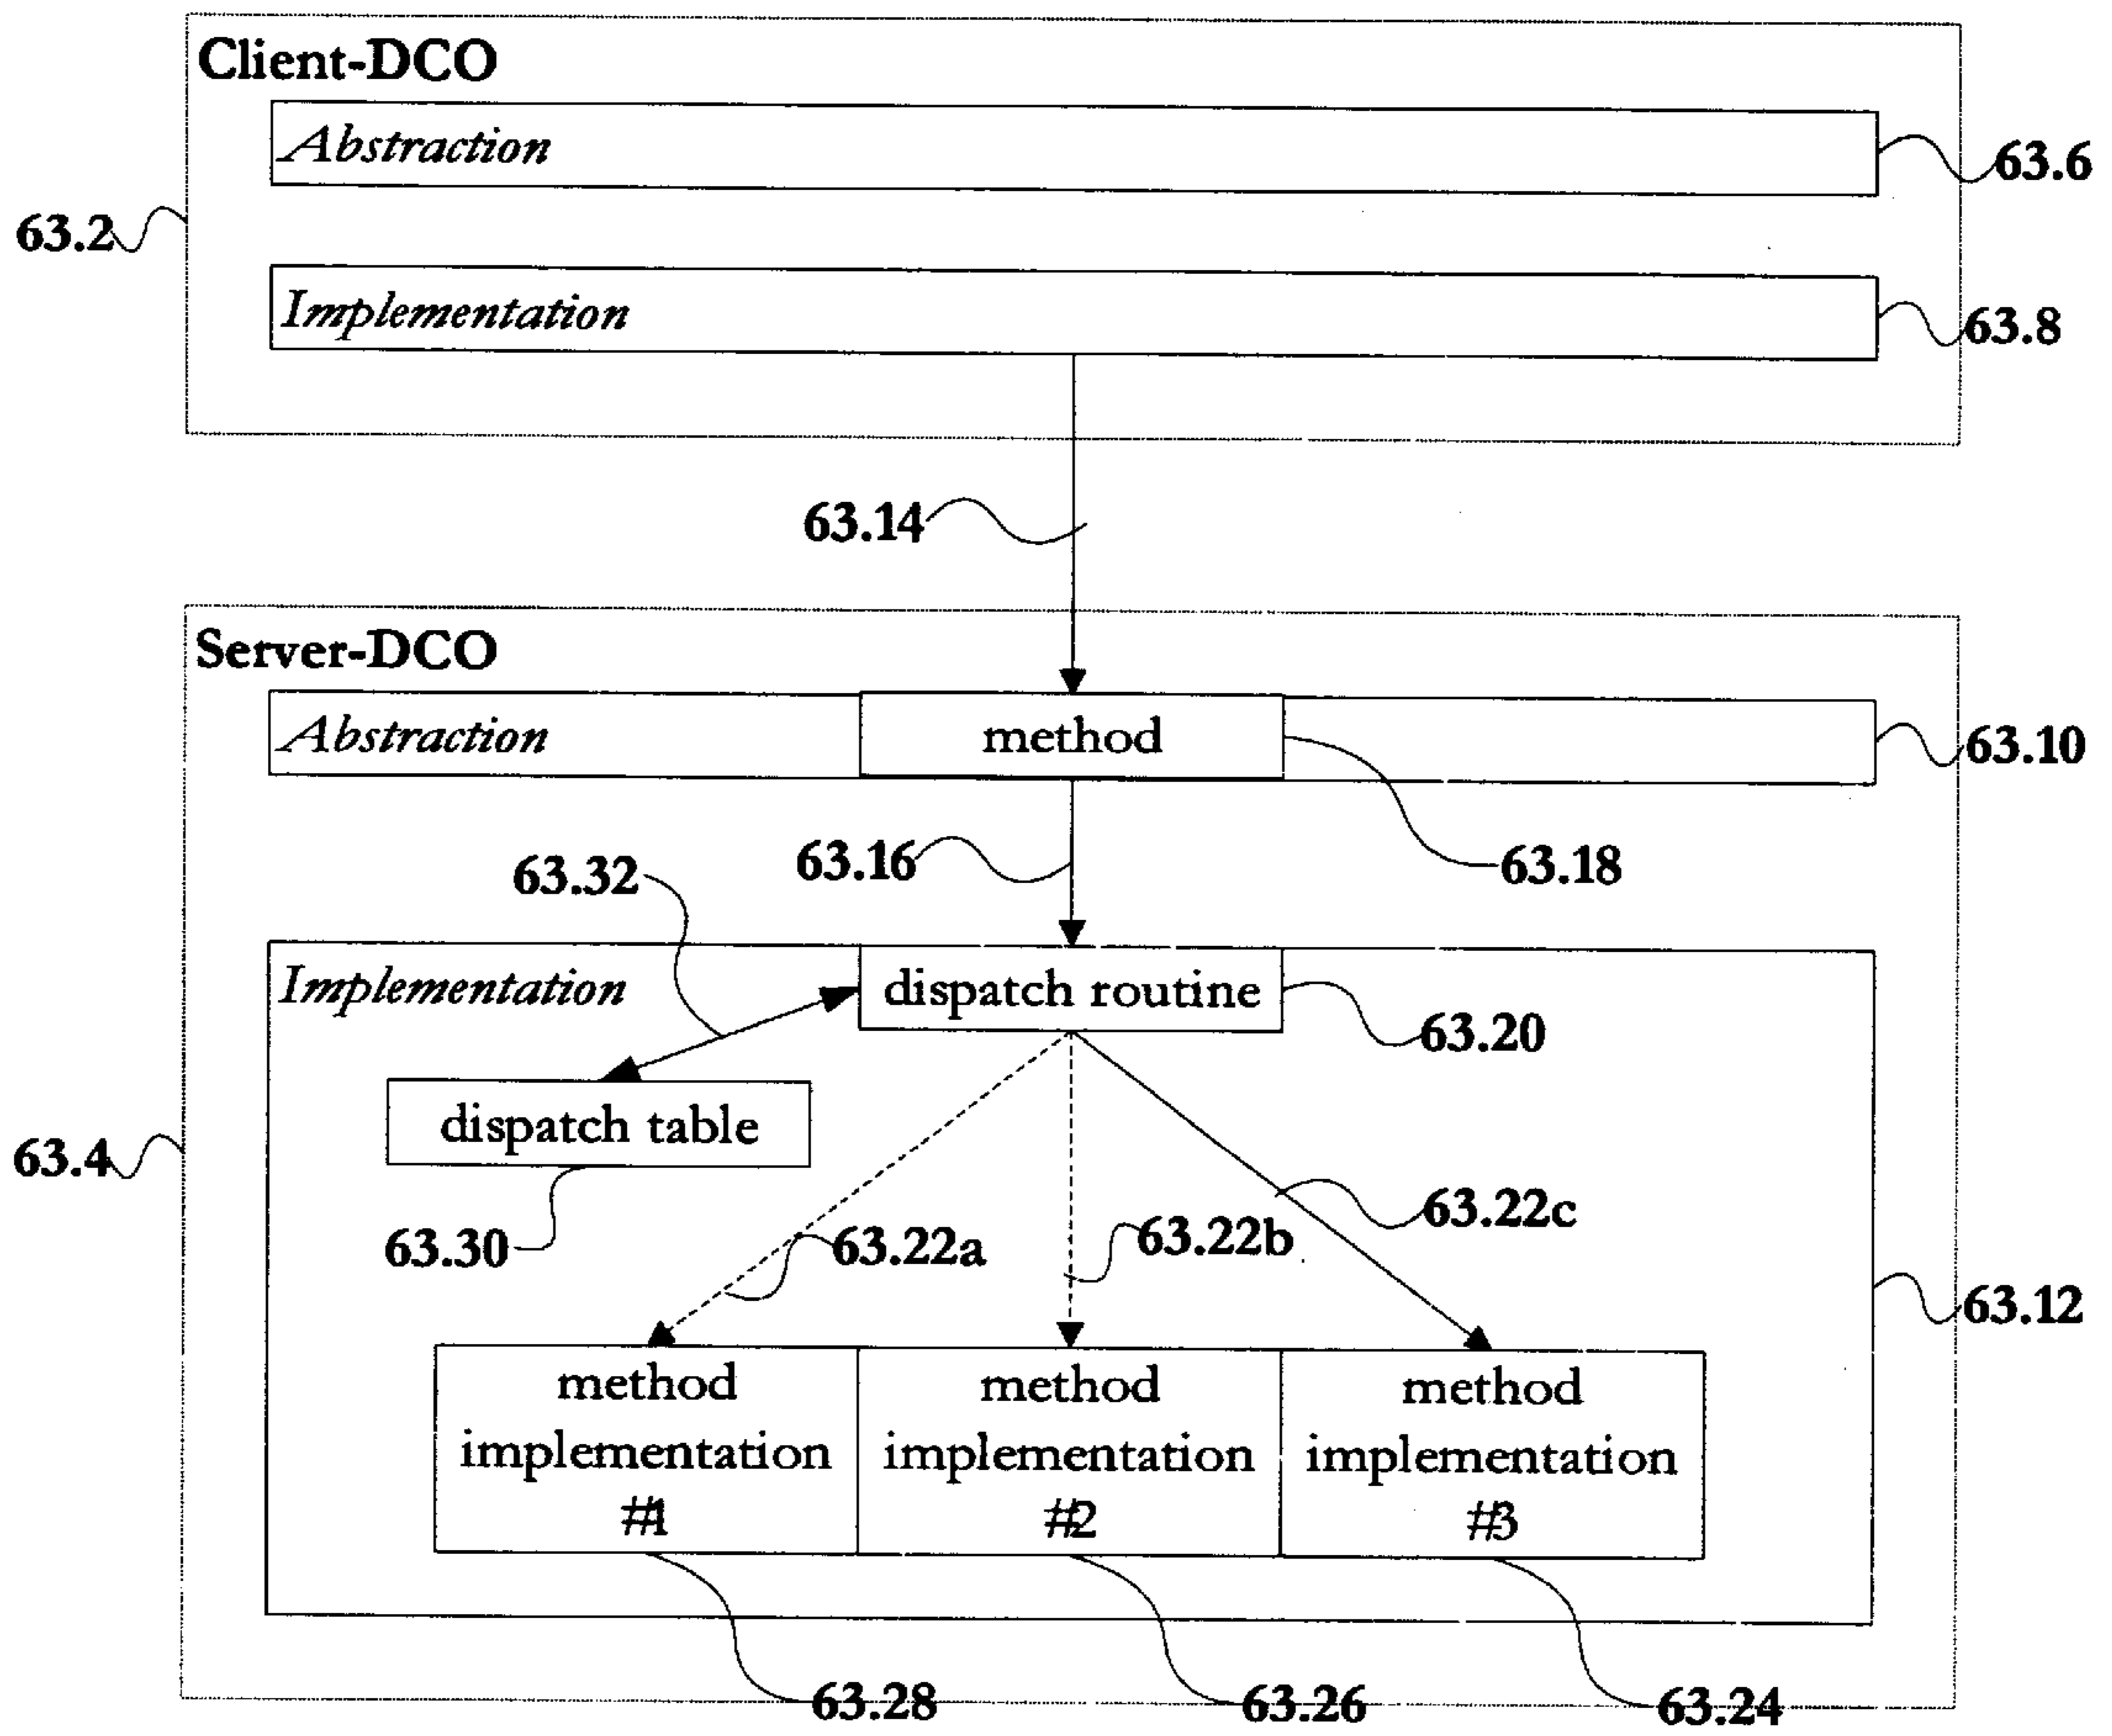 Client-DCO
Abstraction
63.6
63.2
Implementation
63.8
63.14
Server-DCO
Abstraction
method
63.10
63.16
63.18
63.32
Implementation
dispatch routine
63.20
dispatch table
63.4
63.30
63.22a
63.22b
63.22c
63.12
method
implementation
#1
method
implementation
#2
method
implementation
#3
63.28
63.26
63.24